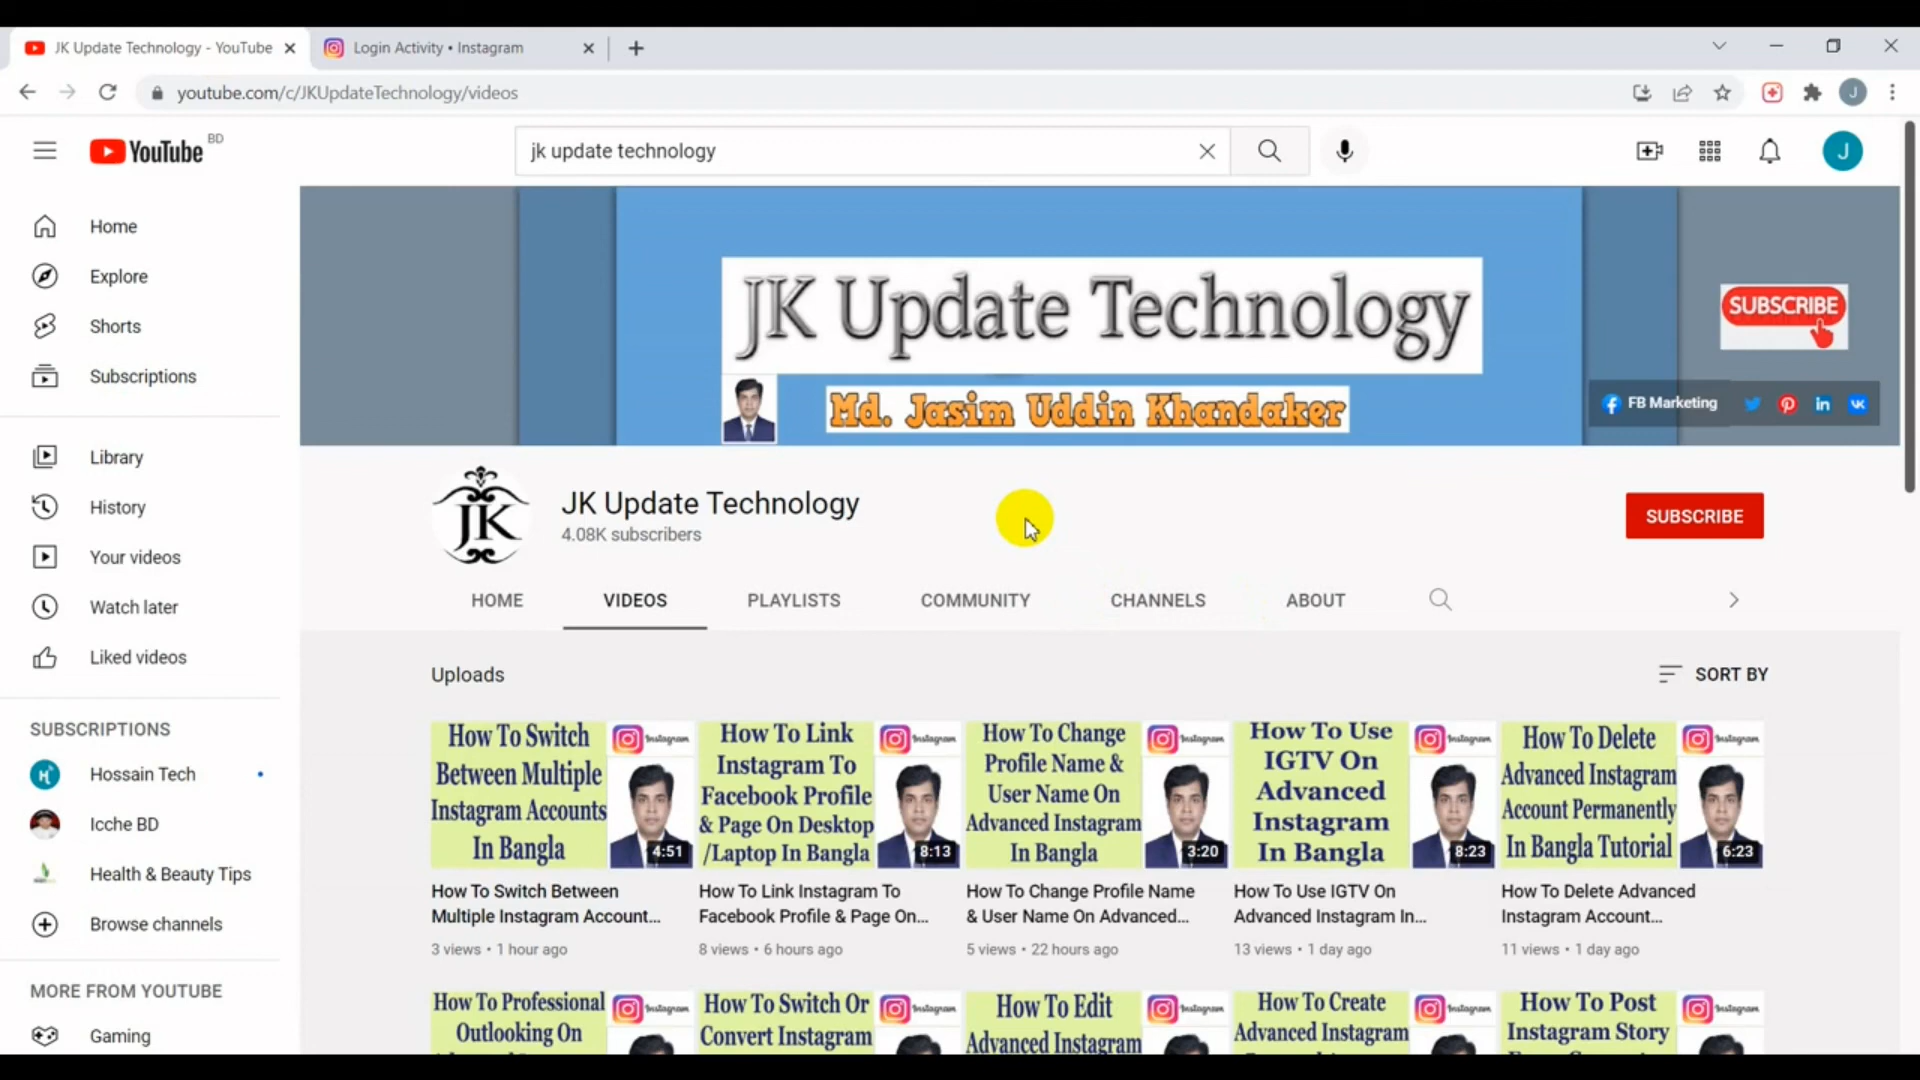 JK Update Technology - YouTube
Login Activity • Instagram
youtube.com/c/JKUpdateTechnology/videos
J
YouTube BD
jk update technology
J
Home
Explore
Shorts
Subscriptions
Library
History
Your videos
Watch later
Liked videos
SUBSCRIPTIONS
Hossain Tech
Icche BD
Health & Beauty Tips
Browse channels
MORE FROM YOUTUBE
Gaming
JK Update Technology
Md. Jasim Uddin Khandaker
SUBSCRIBE
FB Marketing
JK
JK Update Technology
4.08K subscribers
SUBSCRIBE
HOME VIDEOS PLAYLISTS COMMUNITY CHANNELS ABOUT
Uploads
SORT BY
How To Switch
Between Multiple
Instagram Accounts
In Bangla
Instagram
4:51
How To Switch Between
Multiple Instagram Account...
3 views • 1 hour ago
How To Link
Instagram To
Facebook Profile
& Page On Desktop
/Laptop In Bangla
Instagram
8:13
How To Link Instagram To
Facebook Profile & Page On...
8 views • 6 hours ago
How To Change
Profile Name &
User Name On
Advanced Instagram
In Bangla
Instagram
3:20
How To Change Profile Name
& User Name On Advanced...
5 views • 22 hours ago
How To Use
IGTV On
Advanced
Instagram
In Bangla
Instagram
8:23
How To Use IGTV On
Advanced Instagram In...
13 views • 1 day ago
How To Delete
Advanced Instagram
Account Permanently
In Bangla Tutorial
Instagram
6:23
How To Delete Advanced
Instagram Account...
11 views • 1 day ago
How To Professional
Outlooking On
Instagram
How To Switch Or
Convert Instagram
Instagram
How To Edit
Advanced Instagram
Instagram
How To Create
Advanced Instagram
Instagram
How To Post
Instagram Story
Instagram